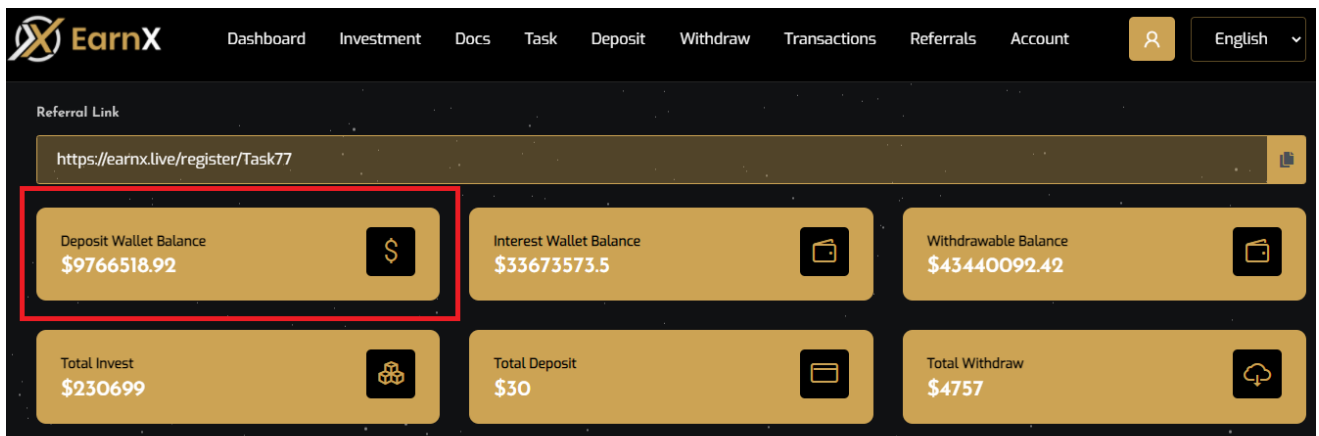 EarnX Dashboard Investment Docs Task Deposit Withdraw Transactions Referrals Account English
Referral Link
https://earnx.live/register/Task77
Deposit Wallet Balance
$9766518.92
Interest Wallet Balance
$33673573.5
Withdrawable Balance
$43440092.42
Total Invest
$230699
Total Deposit
$30
Total Withdraw
$4757